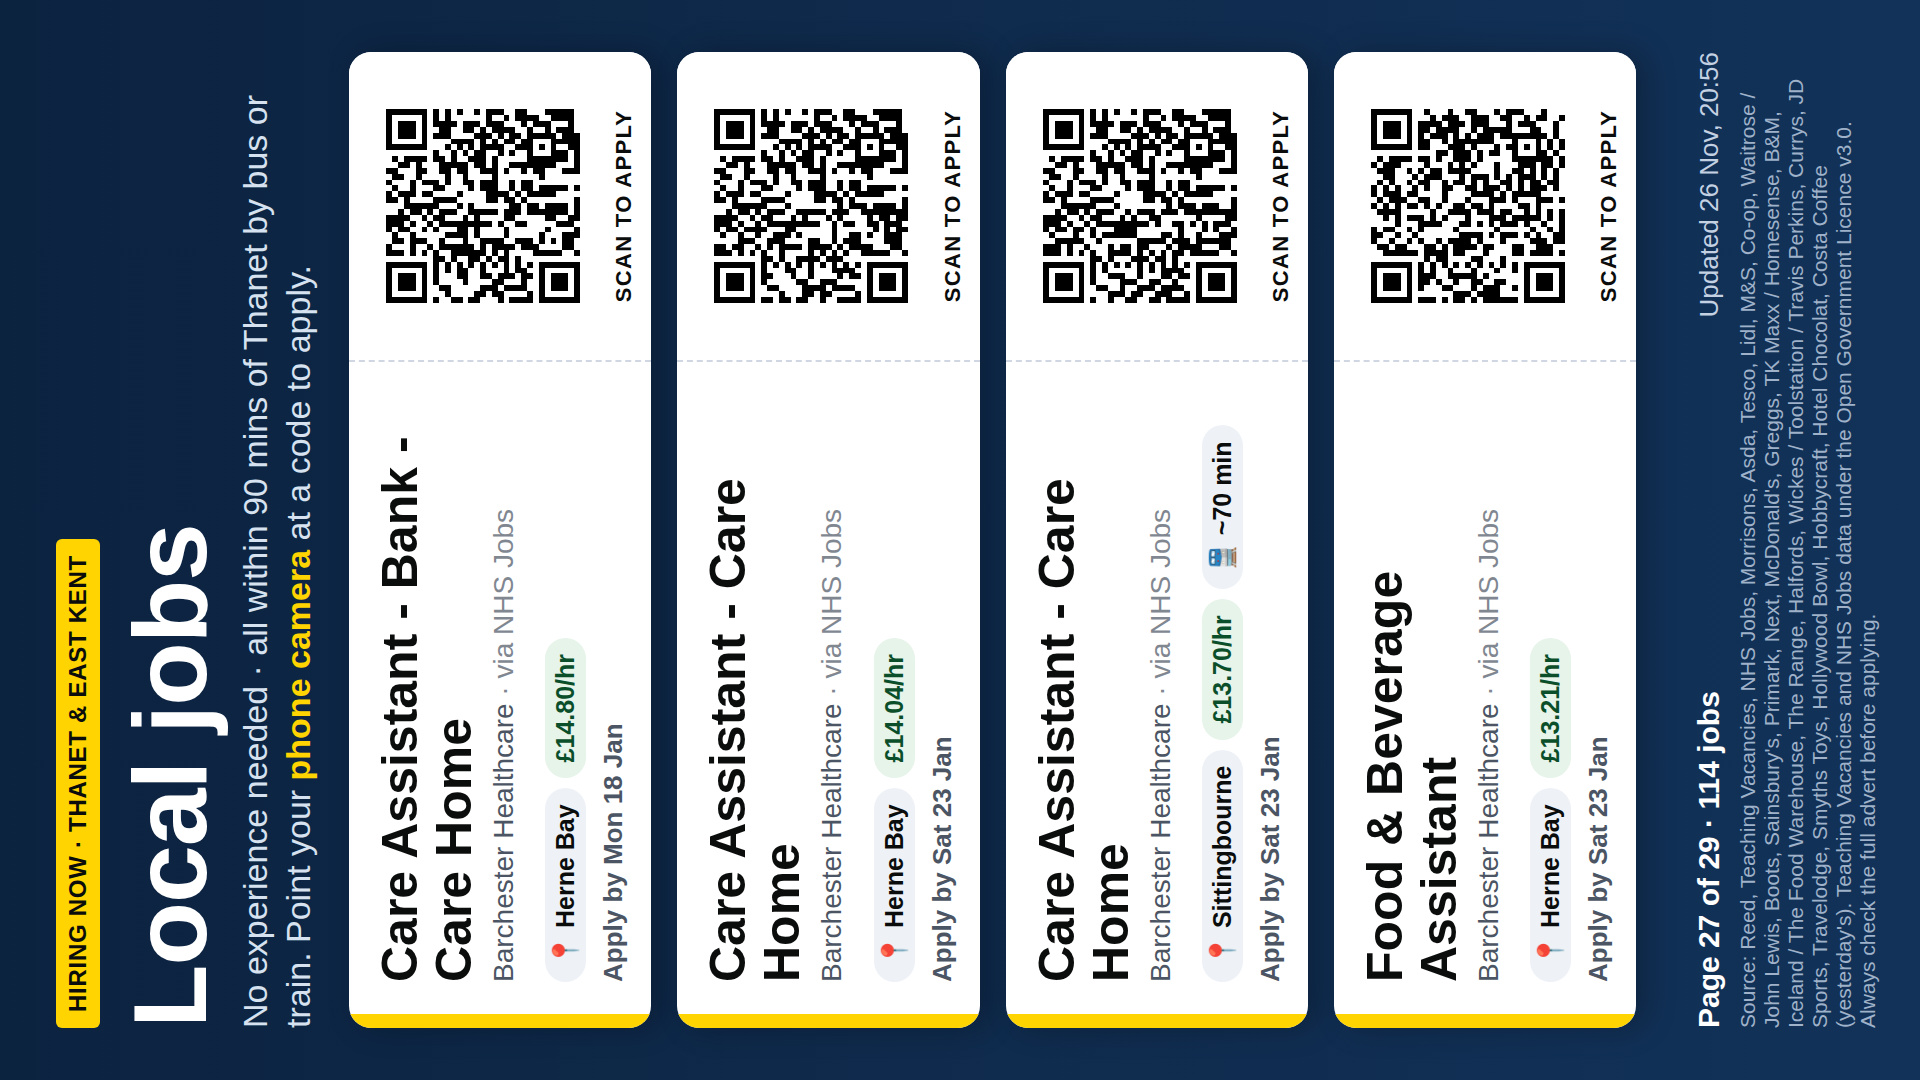 HIRING NOW · THANET & EAST KENT
Local jobs
No experience needed · all within 90 mins of Thanet by bus or
train. Point your phone camera at a code to apply.
Care Assistant - Bank -
Care Home
Barchester Healthcare · via NHS Jobs
📍 Herne Bay £14.80/hr
Apply by Mon 18 Jan
SCAN TO APPLY
Care Assistant - Care
Home
Barchester Healthcare · via NHS Jobs
📍 Herne Bay £14.04/hr
Apply by Sat 23 Jan
SCAN TO APPLY
Care Assistant - Care
Home
Barchester Healthcare · via NHS Jobs
📍 Sittingbourne £13.70/hr 🚆 ~70 min
Apply by Sat 23 Jan
SCAN TO APPLY
Food & Beverage
Assistant
Barchester Healthcare · via NHS Jobs
📍 Herne Bay £13.21/hr
Apply by Sat 23 Jan
SCAN TO APPLY
Page 27 of 29 · 114 jobs
Updated 26 Nov, 20:56
Source: Reed, Teaching Vacancies, NHS Jobs, Morrisons, Asda, Tesco, Lidl, M&S, Co-op, Waitrose /
John Lewis, Boots, Sainsbury's, Primark, Next, McDonald's, Greggs, TK Maxx / Homesense, B&M,
Iceland / The Food Warehouse, The Range, Halfords, Wickes / Toolstation / Travis Perkins, Currys, JD
Sports, Travelodge, Smyths Toys, Hollywood Bowl, Hobbycraft, Hotel Chocolat, Costa Coffee
(yesterday's). Teaching Vacancies and NHS Jobs data under the Open Government Licence v3.0.
Always check the full advert before applying.